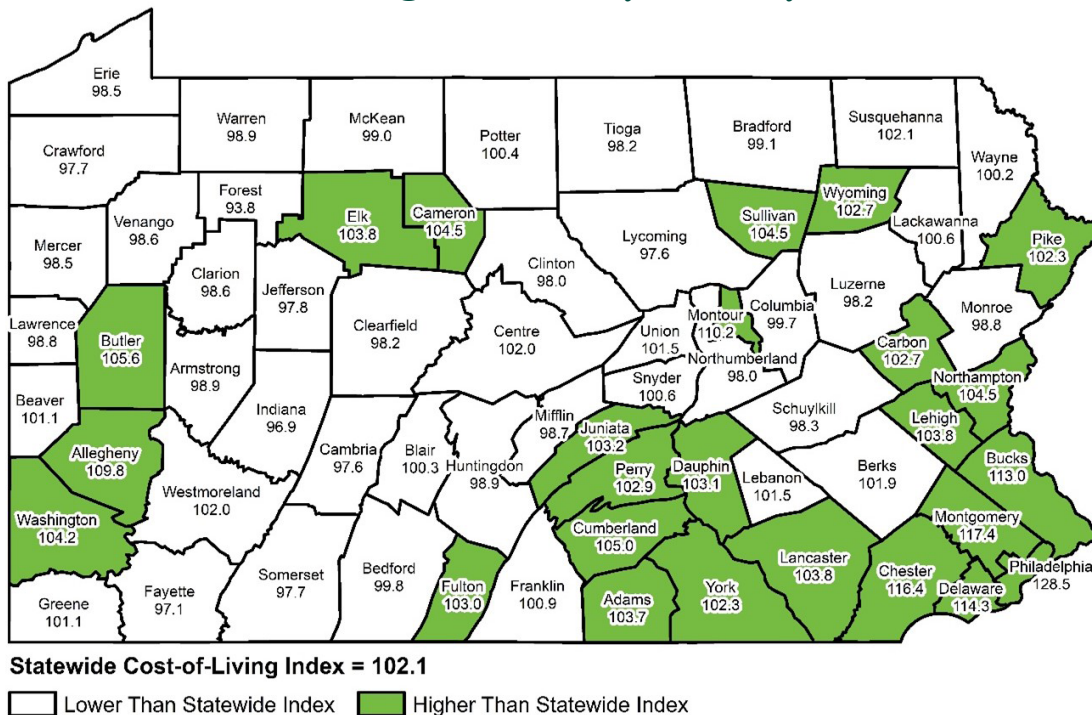 Erie
98.5
Warren
98.9
McKean
99.0
Potter
100.4
Tioga
98.2
Bradford
99.1
Susquehanna
102.1
Wayne
100.2
Crawford
97.7
Forest
93.8
Venango
98.6
Elk
103.8
Cameron
104.5
Sullivan
104.5
Wyoming
102.7
Lackawanna
100.6
Pike
102.3
Mercer
98.5
Clarion
98.6
Jefferson
97.8
Clinton
98.0
Lycoming
97.6
Luzerne
98.2
Monroe
98.8
Lawrence
98.8
Butler
105.6
Armstrong
98.9
Clearfield
98.2
Centre
102.0
Union
101.5
Montour
110.2
Columbia
99.7
Northumberland
98.0
Carbon
102.7
Northampton
104.5
Beaver
101.1
Indiana
96.9
Snyder
100.6
Schuylkill
98.3
Lehigh
103.8
Allegheny
109.8
Westmoreland
102.0
Cambria
97.6
Blair
100.3
Huntingdon
98.9
Mifflin
98.7
Juniata
103.2
Perry
102.9
Dauphin
103.1
Lebanon
101.5
Berks
101.9
Bucks
113.0
Montgomery
117.4
Washington
104.2
Cumberland
105.0
Lancaster
103.8
Chester
116.4
Delaware
114.3
Philadelphia
128.5
Greene
101.1
Fayette
97.1
Somerset
97.7
Bedford
99.8
Fulton
103.0
Franklin
100.9
Adams
103.7
York
102.3
Statewide Cost-of-Living Index = 102.1
Lower Than Statewide Index
Higher Than Statewide Index